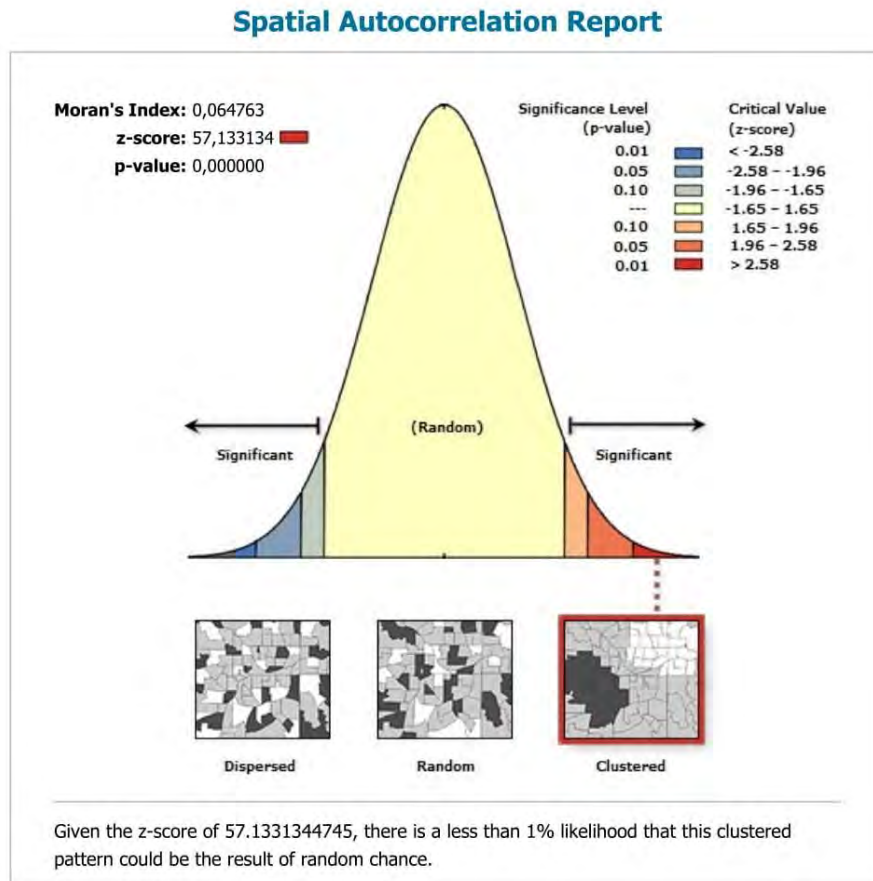 Spatial Autocorrelation Report
Moran's Index: 0,064763
z-score: 57,133134
p-value: 0,000000
Significance Level
(p-value)
Critical Value
(z-score)
0.01 < -2.58
0.05 -2.58 – -1.96
0.10 -1.96 – -1.65
--- -1.65 – 1.65
0.10 1.65 – 1.96
0.05 1.96 – 2.58
0.01 > 2.58
(Random)
Significant
Significant
Dispersed
Random
Clustered
Given the z-score of 57.1331344745, there is a less than 1% likelihood that this clustered
pattern could be the result of random chance.